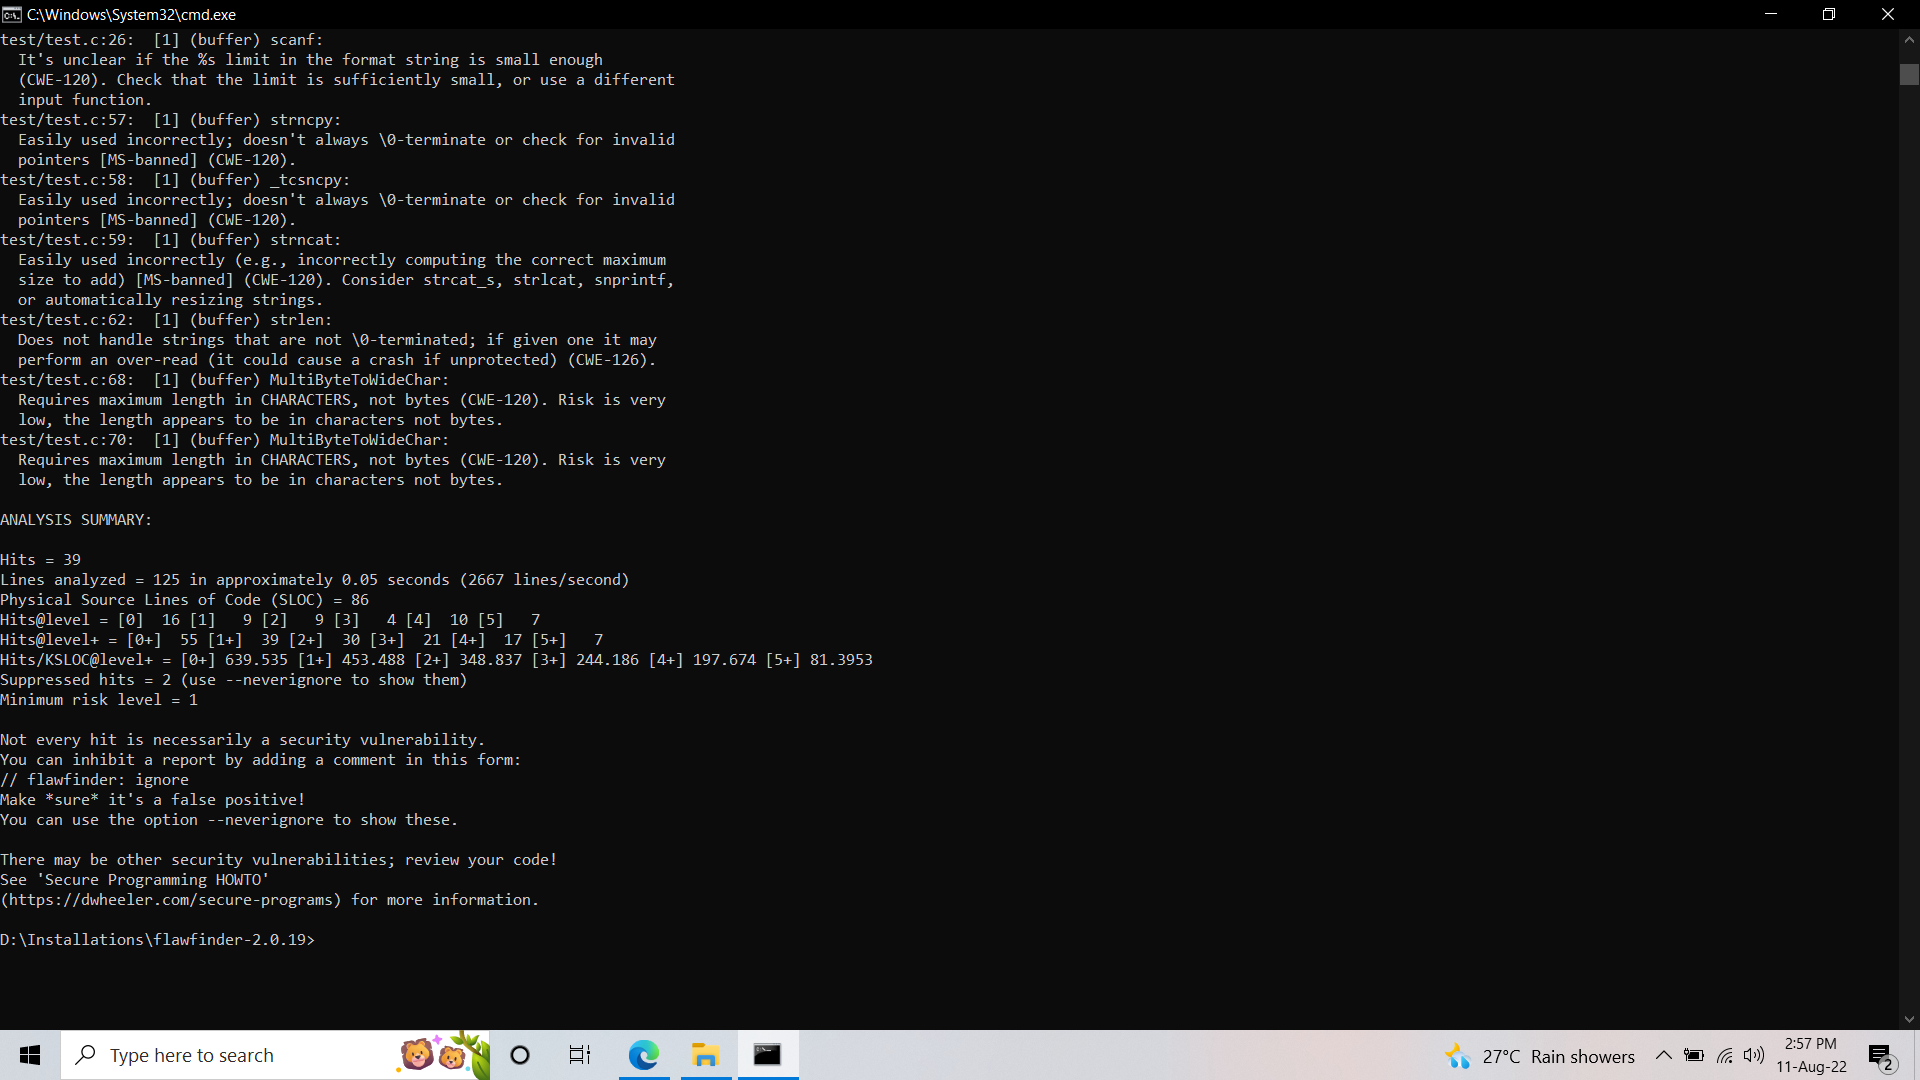 C:\Windows\System32\cmd.exe
test/test.c:26:  [1] (buffer) scanf:
  It's unclear if the %s limit in the format string is small enough
  (CWE-120). Check that the limit is sufficiently small, or use a different
  input function.
test/test.c:57:  [1] (buffer) strncpy:
  Easily used incorrectly; doesn't always \0-terminate or check for invalid
  pointers [MS-banned] (CWE-120).
test/test.c:58:  [1] (buffer) _tcsncpy:
  Easily used incorrectly; doesn't always \0-terminate or check for invalid
  pointers [MS-banned] (CWE-120).
test/test.c:59:  [1] (buffer) strncat:
  Easily used incorrectly (e.g., incorrectly computing the correct maximum
  size to add) [MS-banned] (CWE-120). Consider strcat_s, strlcat, snprintf,
  or automatically resizing strings.
test/test.c:62:  [1] (buffer) strlen:
  Does not handle strings that are not \0-terminated; if given one it may
  perform an over-read (it could cause a crash if unprotected) (CWE-126).
test/test.c:68:  [1] (buffer) MultiByteToWideChar:
  Requires maximum length in CHARACTERS, not bytes (CWE-120). Risk is very
  low, the length appears to be in characters not bytes.
test/test.c:70:  [1] (buffer) MultiByteToWideChar:
  Requires maximum length in CHARACTERS, not bytes (CWE-120). Risk is very
  low, the length appears to be in characters not bytes.
ANALYSIS SUMMARY:
Hits = 39
Lines analyzed = 125 in approximately 0.05 seconds (2667 lines/second)
Physical Source Lines of Code (SLOC) = 86
Hits@level = [0]  16 [1]   9 [2]   9 [3]   4 [4]  10 [5]   7
Hits@level+ = [0+]  55 [1+]  39 [2+]  30 [3+]  21 [4+]  17 [5+]   7
Hits/KSLOC@level+ = [0+] 639.535 [1+] 453.488 [2+] 348.837 [3+] 244.186 [4+] 197.674 [5+] 81.3953
Suppressed hits = 2 (use --neverignore to show them)
Minimum risk level = 1
Not every hit is necessarily a security vulnerability.
You can inhibit a report by adding a comment in this form:
// flawfinder: ignore
Make *sure* it's a false positive!
You can use the option --neverignore to show these.
There may be other security vulnerabilities; review your code!
See 'Secure Programming HOWTO'
(https://dwheeler.com/secure-programs) for more information.
D:\Installations\flawfinder-2.0.19>
Type here to search
27°C Rain showers
2:57 PM
11-Aug-22
2